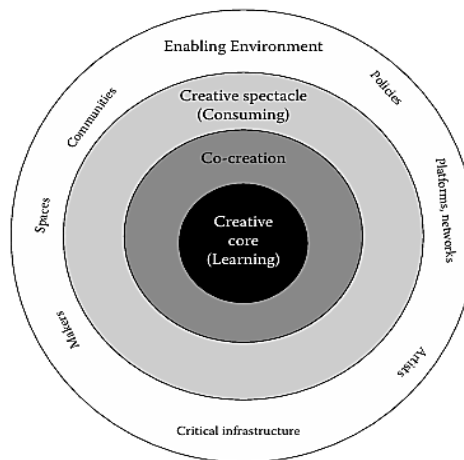 Enabling Environment
Policies
Communities
Creative spectacle
(Consuming)
Co-creation
platforms, networks
Spaces
Creative
core
(Learning)
Makers
Artists
Critical infrastructure